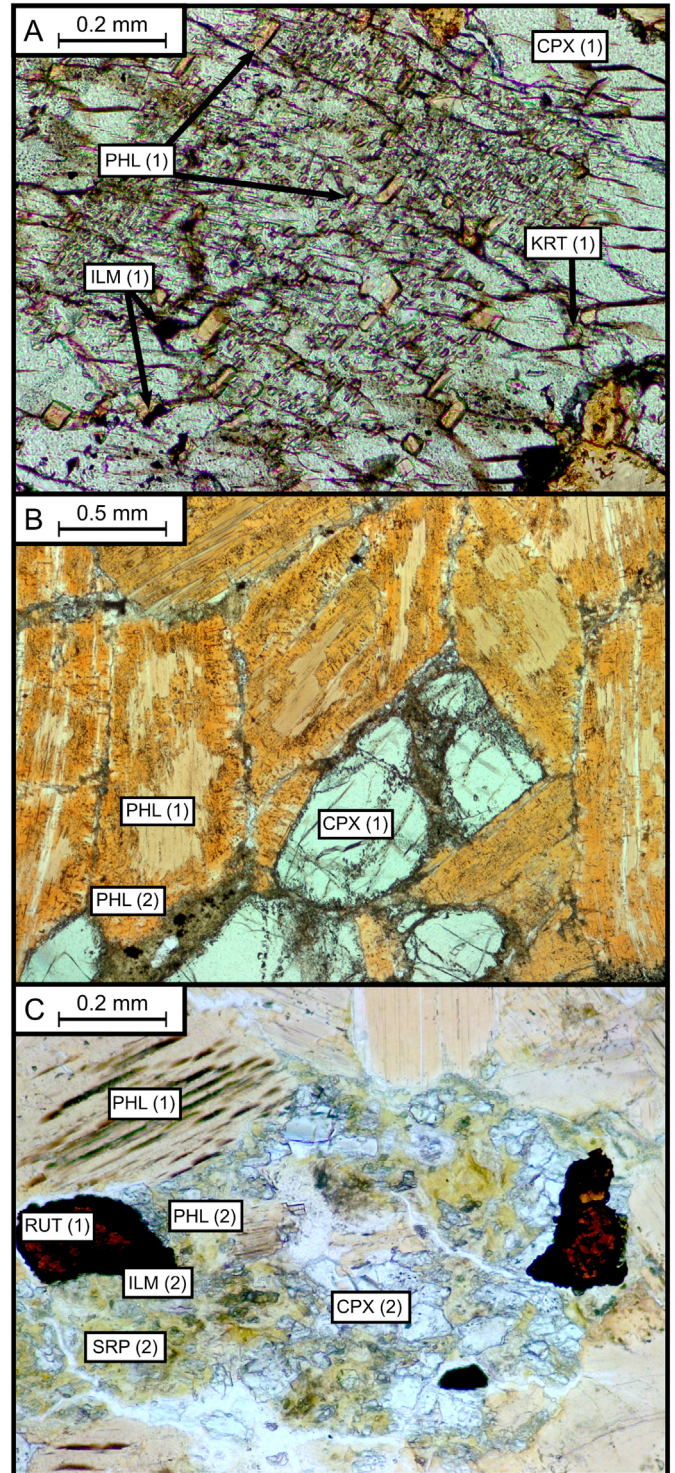 A
0.2 mm
CPX (1)
PHL (1)
KRT (1)
ILM (1)
B
0.5 mm
PHL (1)
CPX (1)
PHL (2)
C
0.2 mm
PHL (1)
RUT (1)
PHL (2)
ILM (2)
CPX (2)
SRP (2)